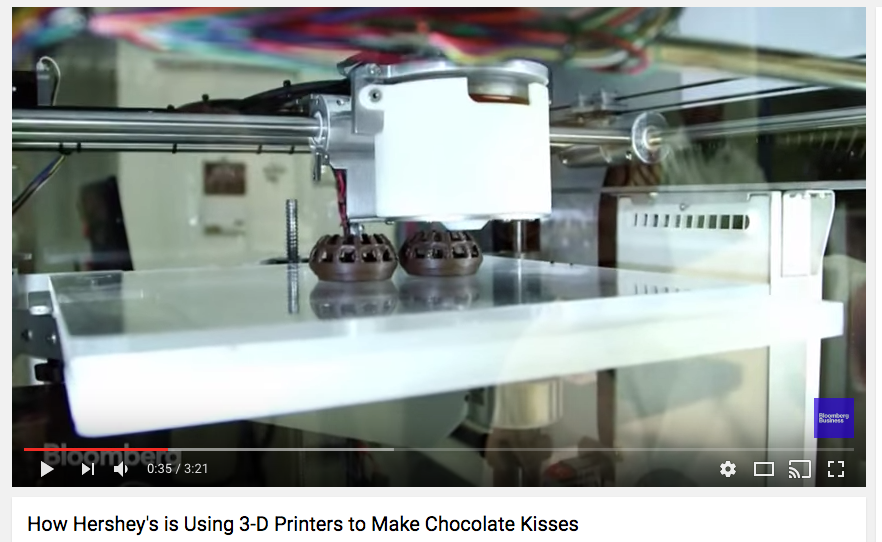 Bloomberg
Business
Bloomberg
0:35 / 3:21
How Hershey's is Using 3-D Printers to Make Chocolate Kisses